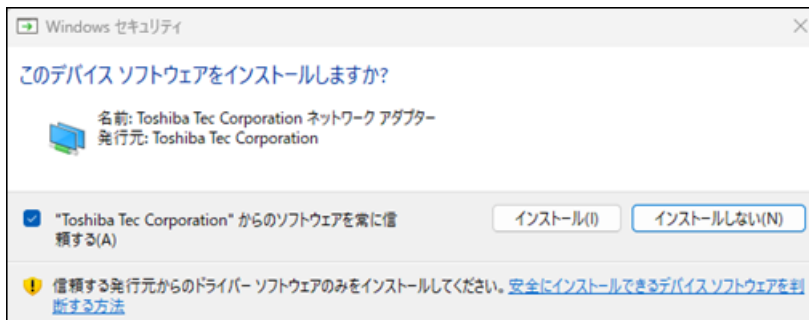 Windows セキュリティ
このデバイス ソフトウェアをインストールしますか?
名前: Toshiba Tec Corporation ネットワーク アダプター
発行元: Toshiba Tec Corporation
"Toshiba Tec Corporation" からのソフトウェアを常に信
頼する(A)
インストール(I)
インストールしない(N)
信頼する発行元からのドライバー ソフトウェアのみをインストールしてください。安全にインストールできるデバイス ソフトウェアを判
断する方法